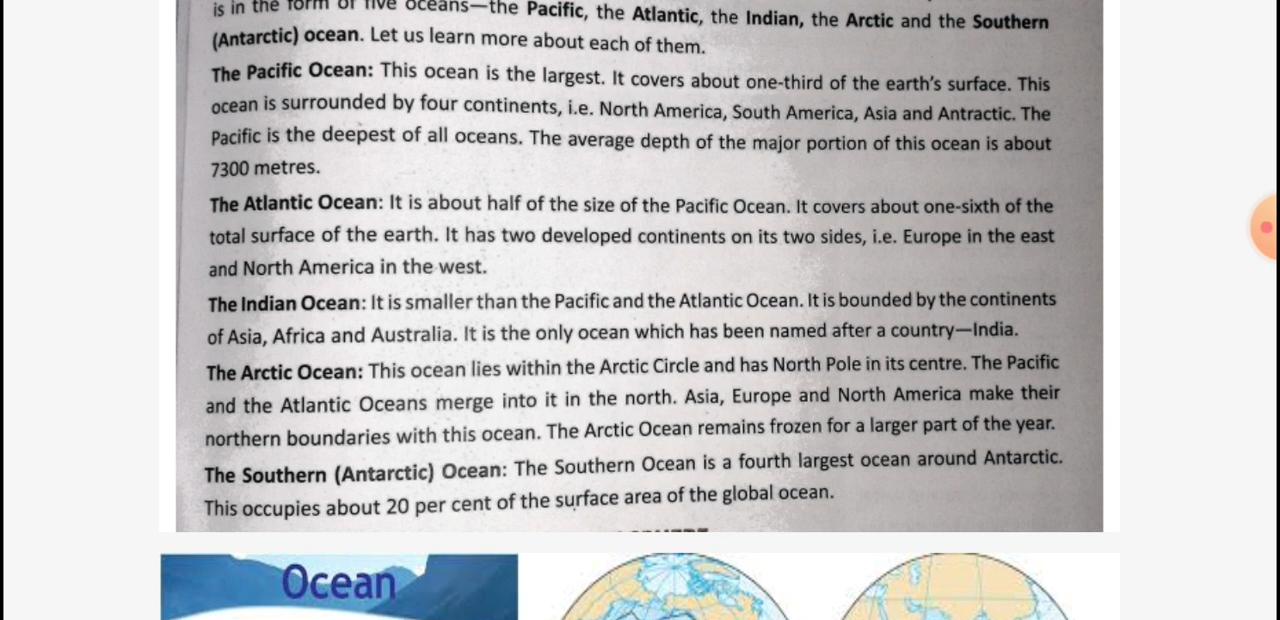 is in the form of five oceans—the Pacific, the Atlantic, the Indian, the Arctic and the Southern
(Antarctic) ocean. Let us learn more about each of them.
The Pacific Ocean: This ocean is the largest. It covers about one-third of the earth's surface. This
ocean is surrounded by four continents, i.e. North America, South America, Asia and Antractic. The
Pacific is the deepest of all oceans. The average depth of the major portion of this ocean is about
7300 metres.
The Atlantic Ocean: It is about half of the size of the Pacific Ocean. It covers about one-sixth of the
total surface of the earth. It has two developed continents on its two sides, i.e. Europe in the east
and North America in the west.
The Indian Ocean: It is smaller than the Pacific and the Atlantic Ocean. It is bounded by the continents
of Asia, Africa and Australia. It is the only ocean which has been named after a country—India.
The Arctic Ocean: This ocean lies within the Arctic Circle and has North Pole in its centre. The Pacific
and the Atlantic Oceans merge into it in the north. Asia, Europe and North America make their
northern boundaries with this ocean. The Arctic Ocean remains frozen for a larger part of the year.
The Southern (Antarctic) Ocean: The Southern Ocean is a fourth largest ocean around Antarctic.
This occupies about 20 per cent of the surface area of the global ocean.
Ocean